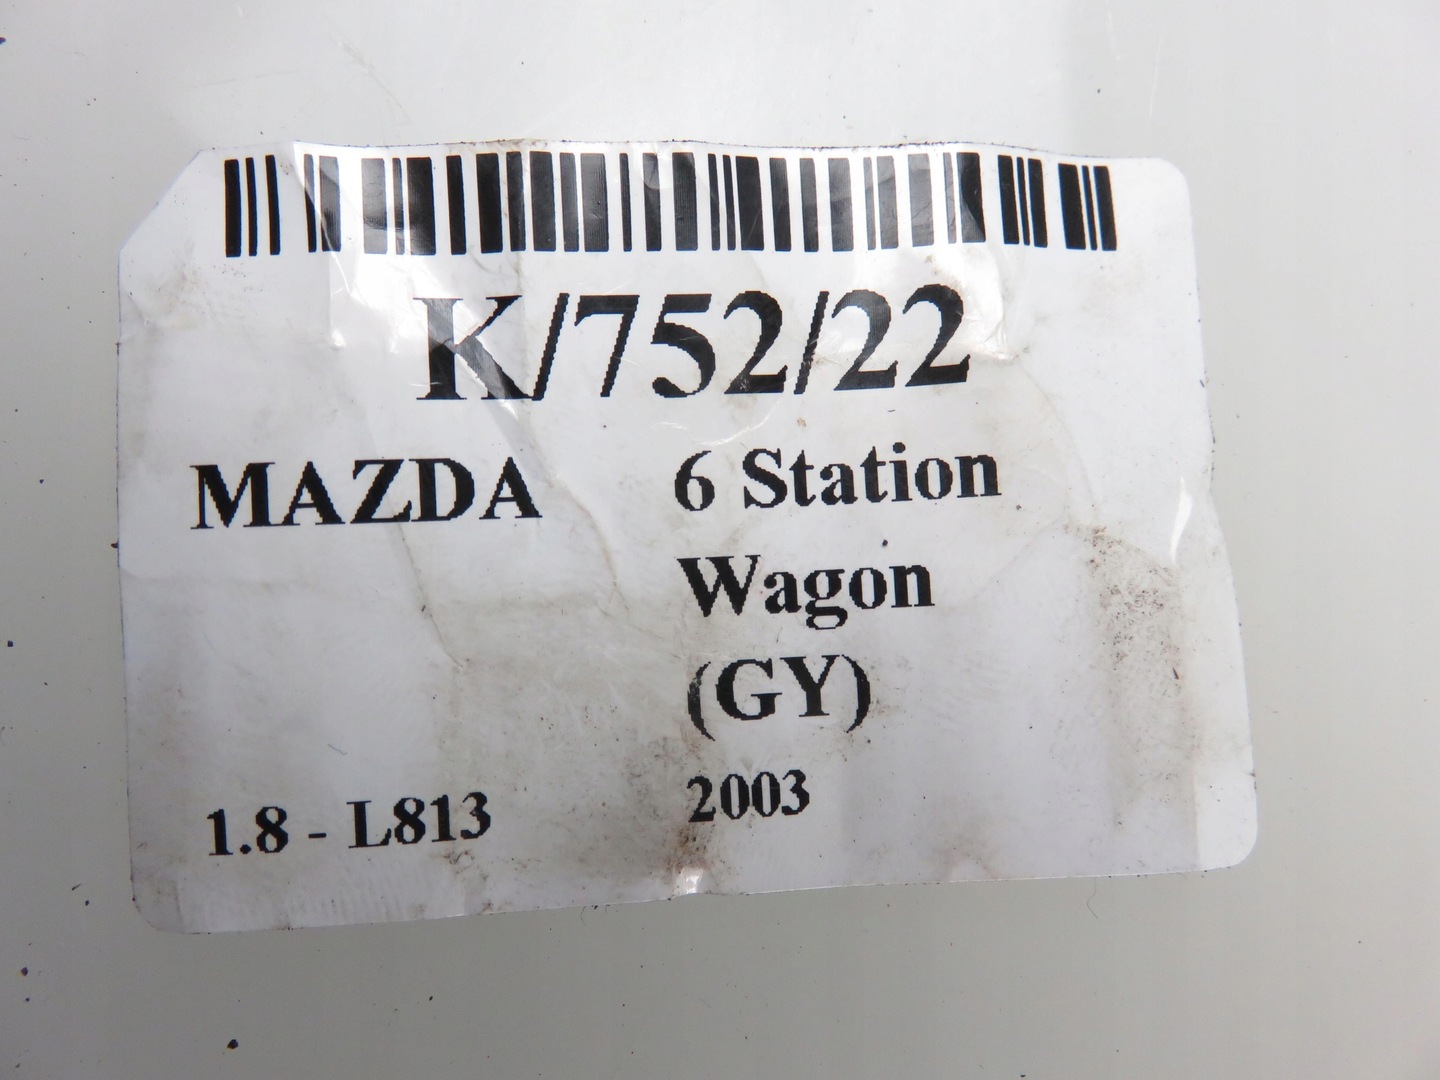 K/752/22
MAZDA 6 Station
Wagon
(GY)
1.8 - L813 2003